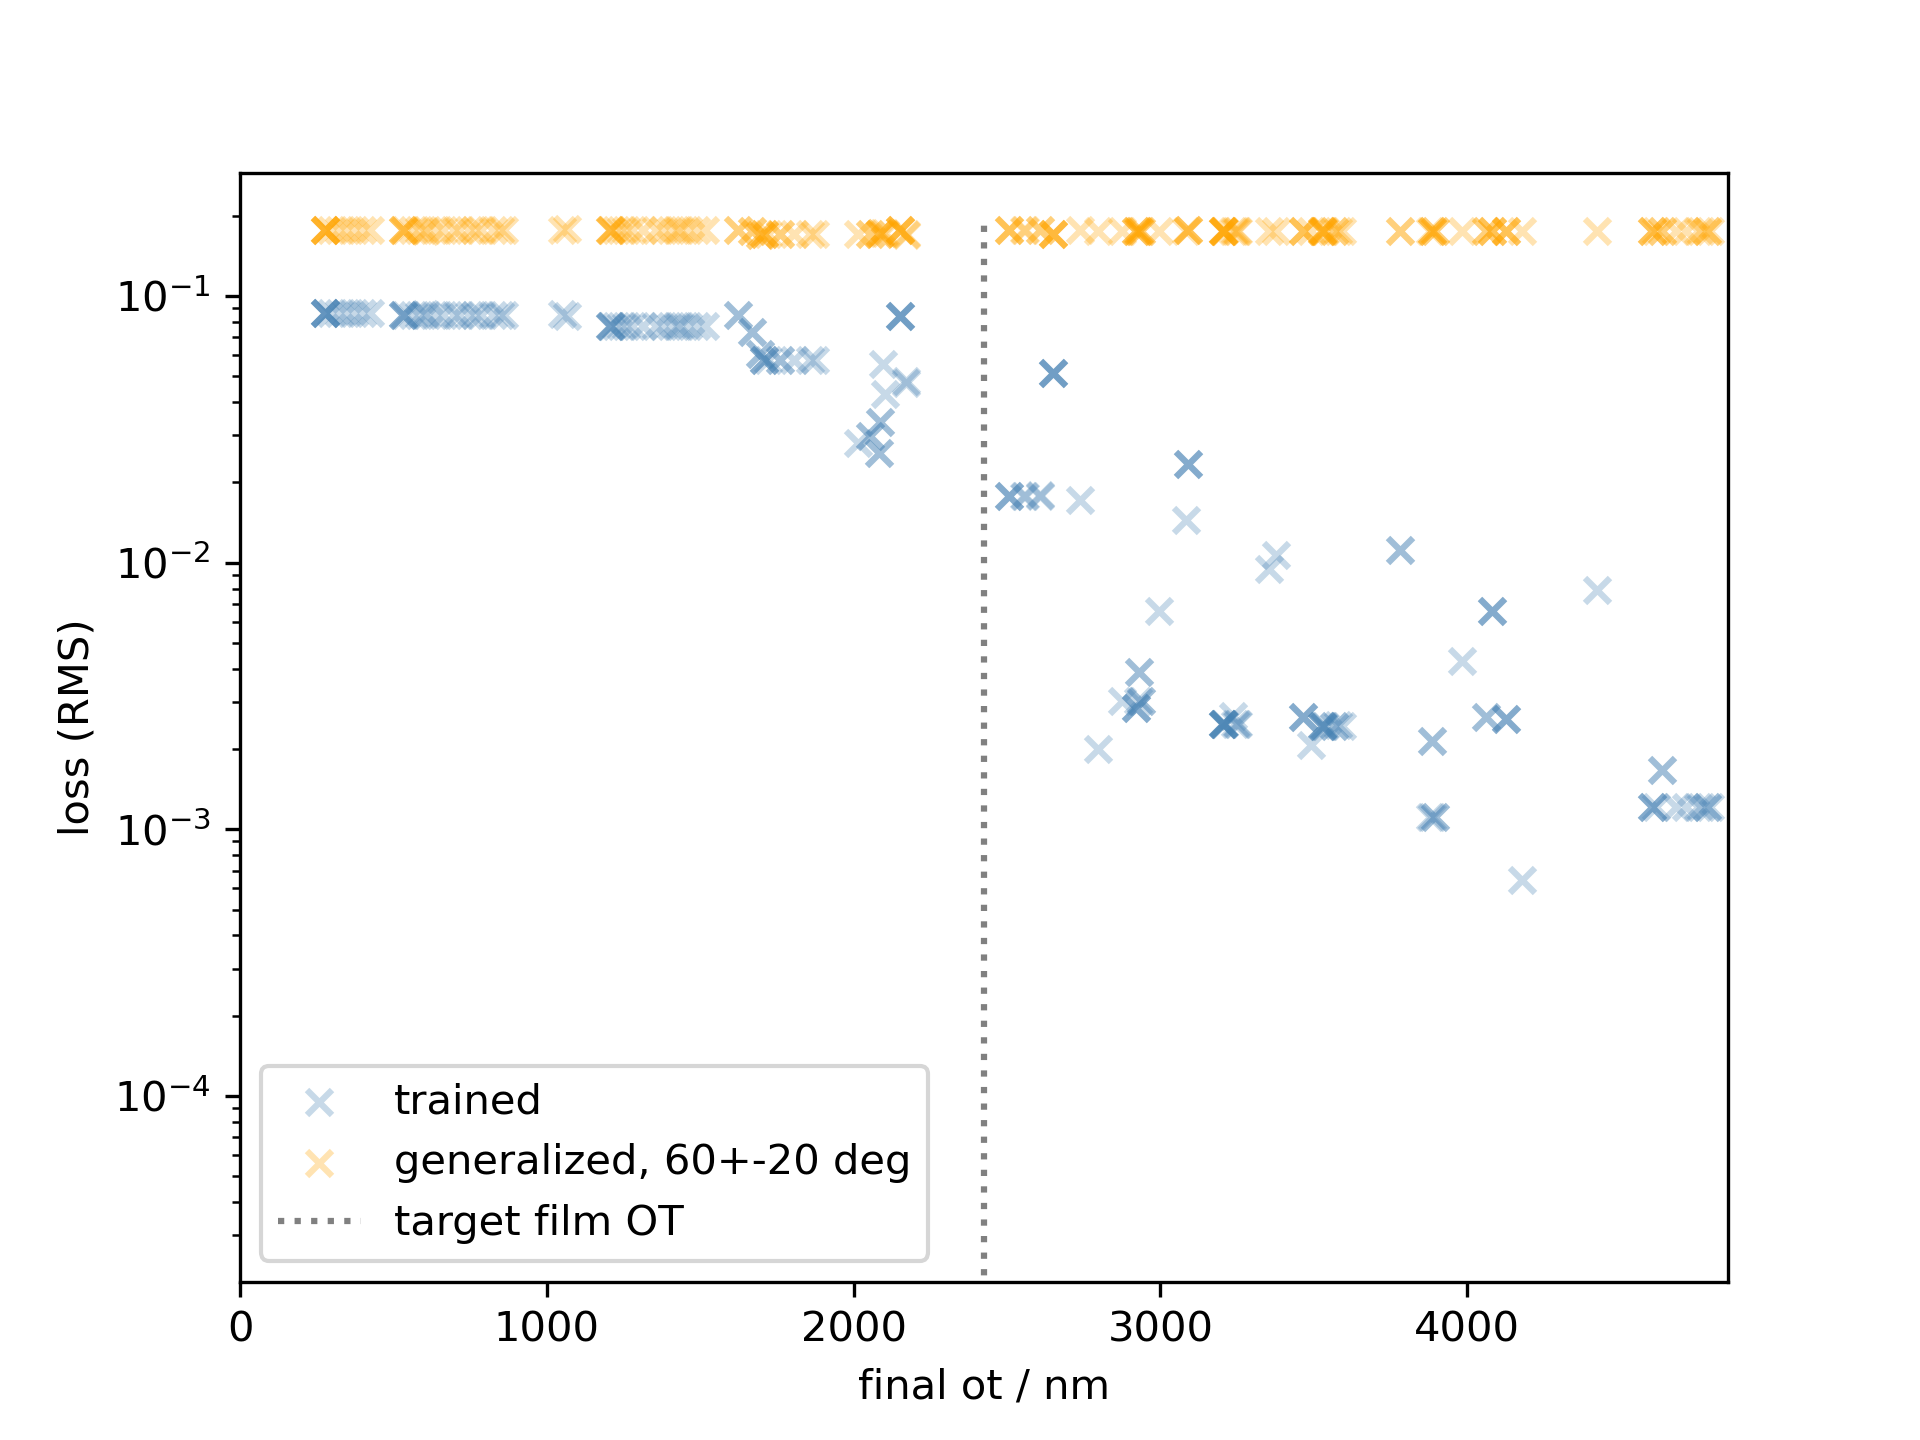 10⁻¹
10⁻²
10⁻³
10⁻⁴
loss (RMS)
trained
generalized, 60+-20 deg
target film OT
0 1000 2000 3000 4000
final ot / nm